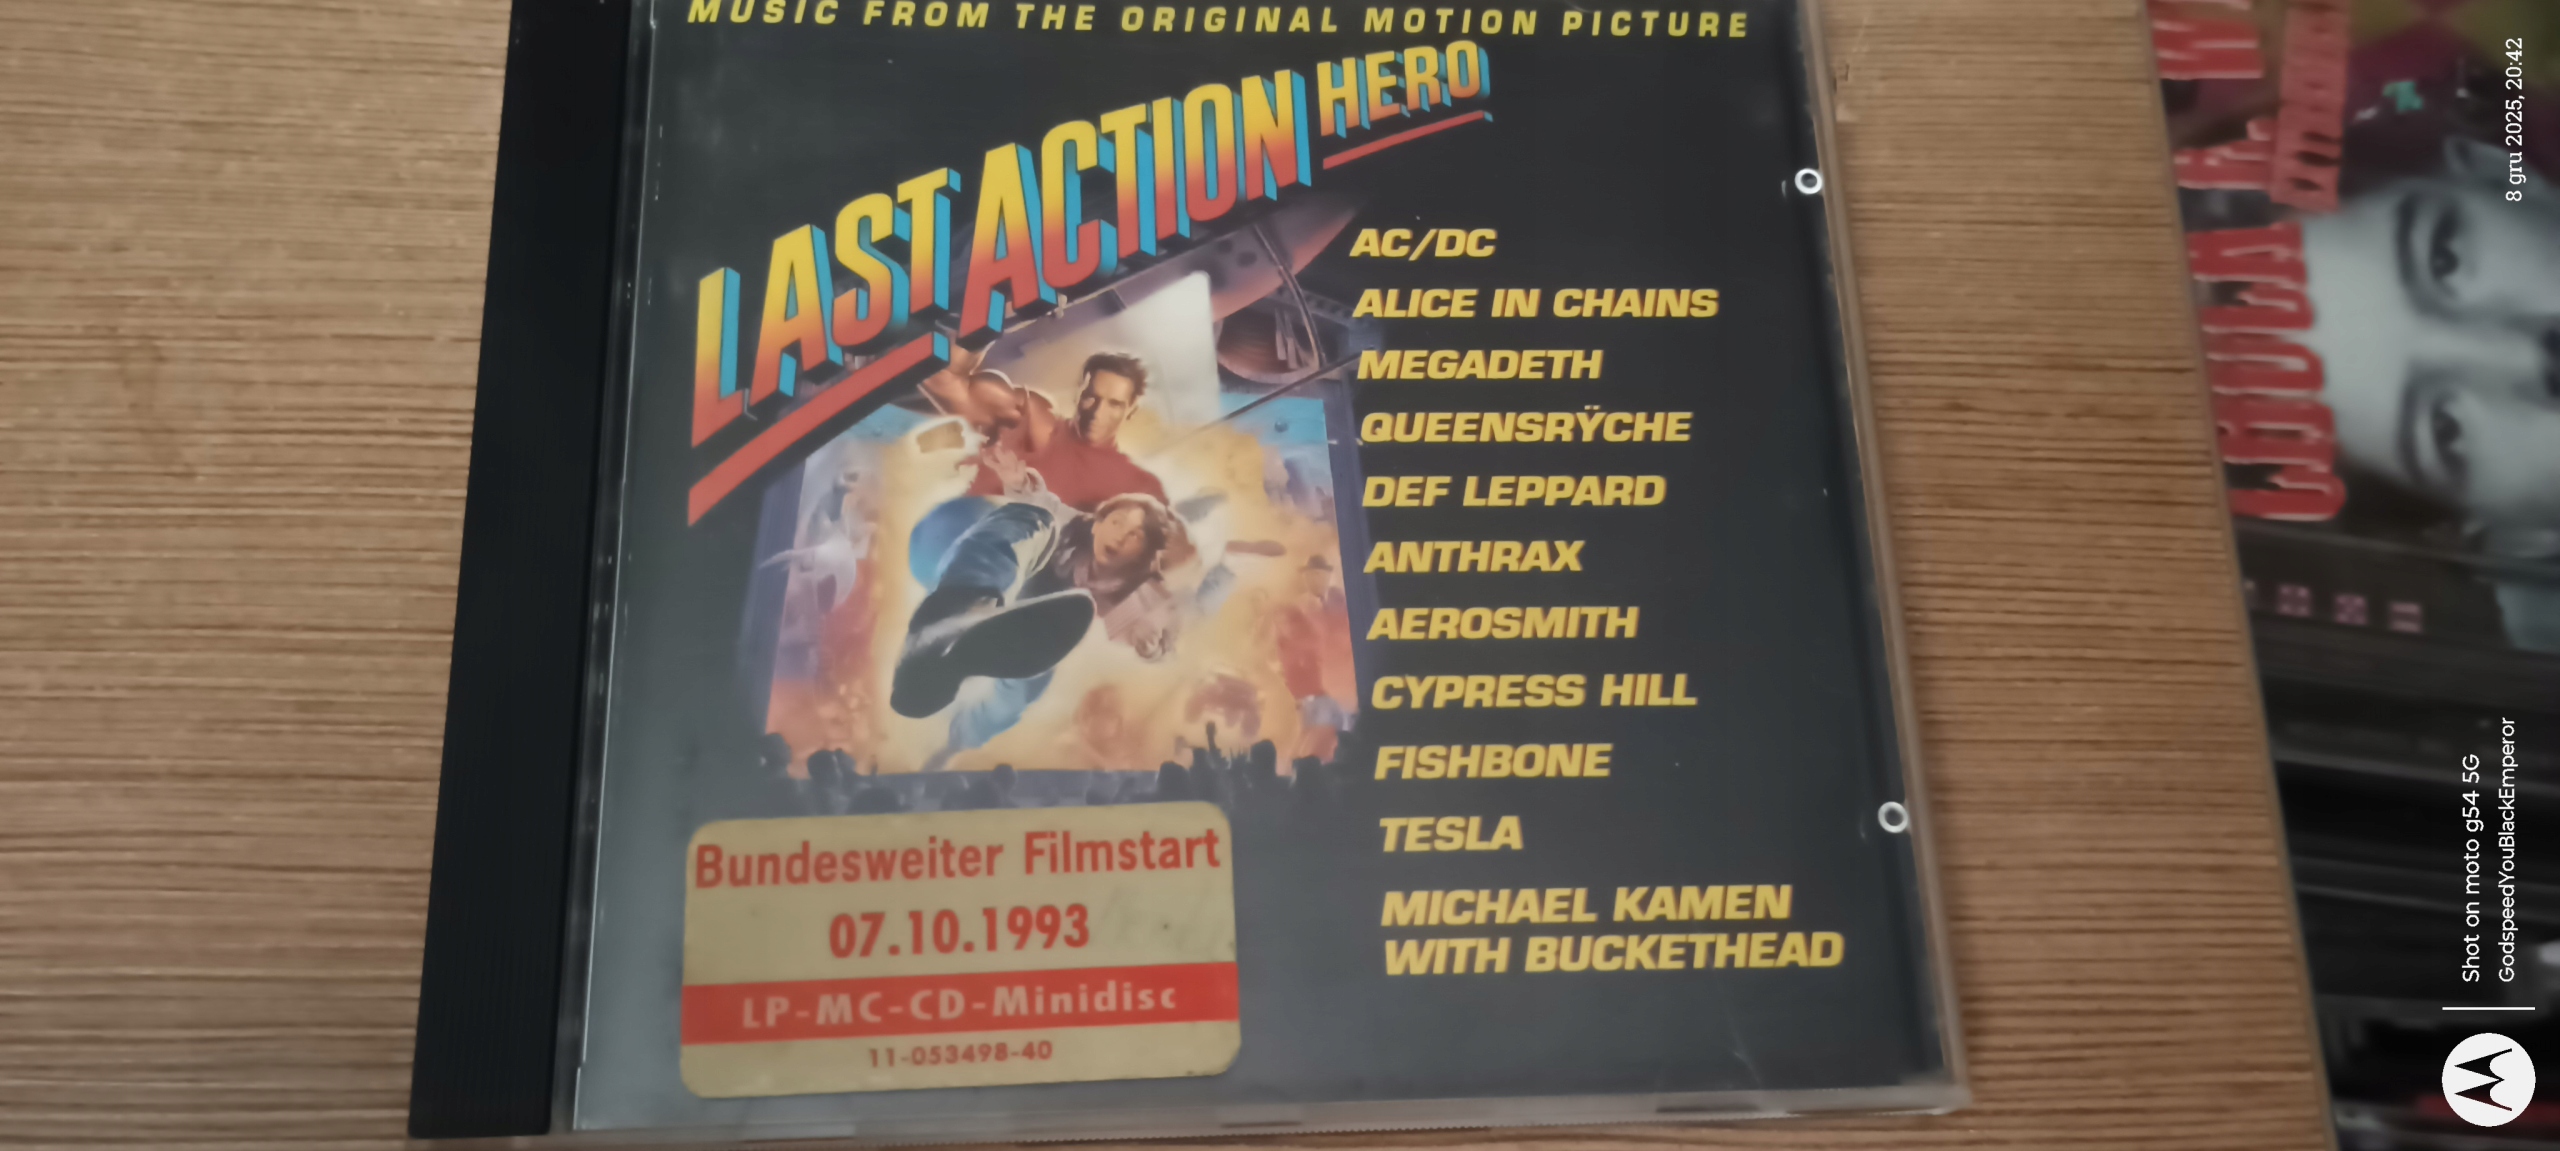 MUSIC FROM THE ORIGINAL MOTION PICTURE
LAST ACTION HERO
AC/DC
ALICE IN CHAINS
MEGADETH
QUEENSRŸCHE
DEF LEPPARD
ANTHRAX
AEROSMITH
CYPRESS HILL
FISHBONE
TESLA
MICHAEL KAMEN
WITH BUCKETHEAD
Bundesweiter Filmstart
07.10.1993
LP-MC-CD-Minidisc
11-053498-40
8 gru 2025, 20:42
Shot on moto g54 5G
GodspeedYouBlackEmperor